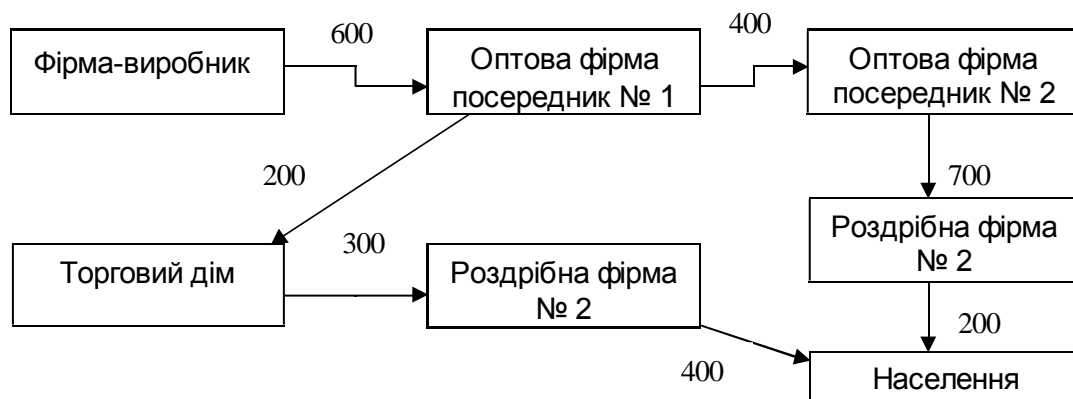 600
400
Фірма-виробник
Оптова фірма
посередник № 1
Оптова фірма
посередник № 2
200
700
300
Роздрібна фірма
№ 2
Торговий дім
Роздрібна фірма
№ 2
200
400
Населення